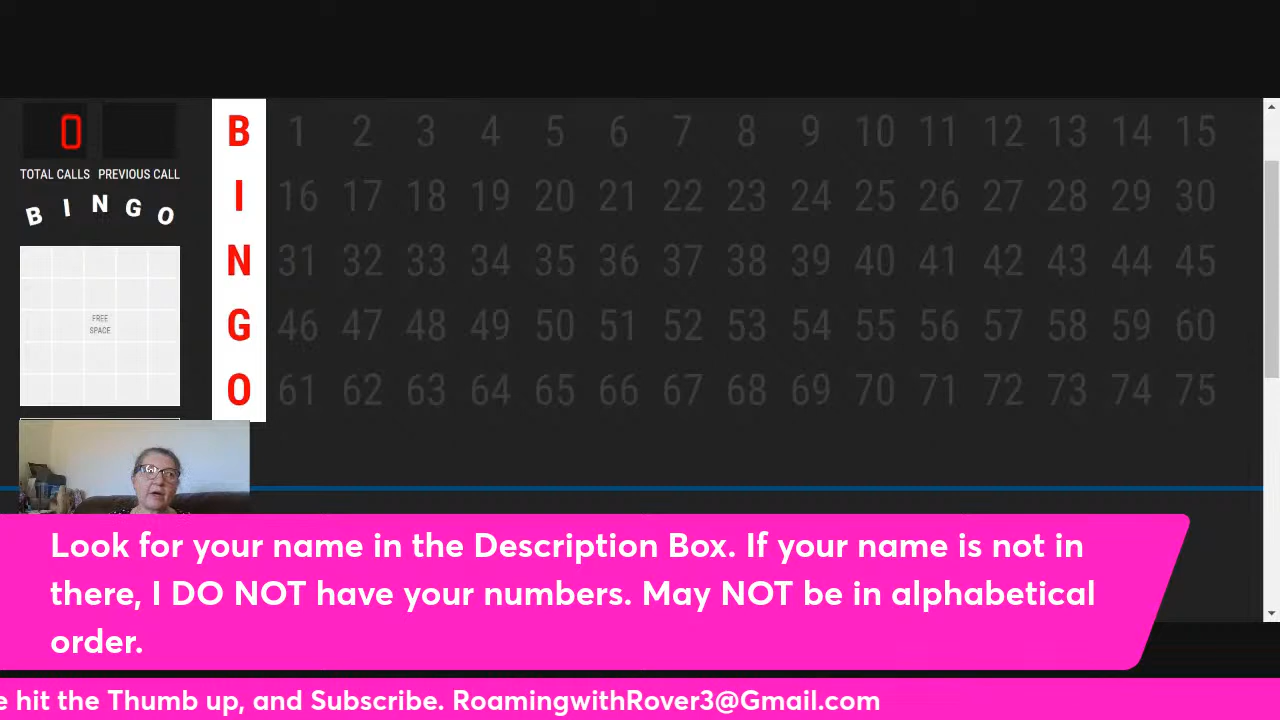 0
TOTAL CALLS PREVIOUS CALL
B I N G O
FREE
SPACE
B 1 2 3 4 5 6 7 8 9 10 11 12 13 14 15
I 16 17 18 19 20 21 22 23 24 25 26 27 28 29 30
N 31 32 33 34 35 36 37 38 39 40 41 42 43 44 45
G 46 47 48 49 50 51 52 53 54 55 56 57 58 59 60
O 61 62 63 64 65 66 67 68 69 70 71 72 73 74 75
Look for your name in the Description Box. If your name is not in
there, I DO NOT have your numbers. May NOT be in alphabetical
order.
e hit the Thumb up, and Subscribe. RoamingwithRover3@Gmail.com